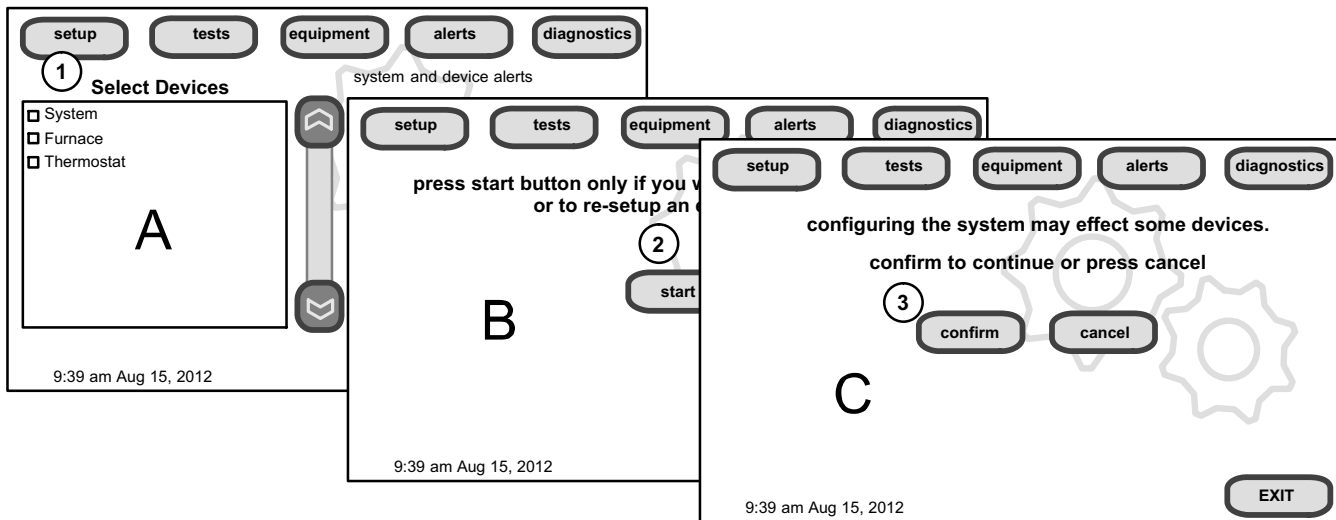 setup tests equipment alerts diagnostics
1
Select Devices
system and device alerts
System
Furnace
Thermostat
A
9:39 am Aug 15, 2012
setup tests equipment alerts diagnostics
press start button only if you
or to re-setup an
2
start
B
9:39 am Aug 15, 2012
setup tests equipment alerts diagnostics
configuring the system may effect some devices.
confirm to continue or press cancel
3
confirm cancel
C
9:39 am Aug 15, 2012
EXIT